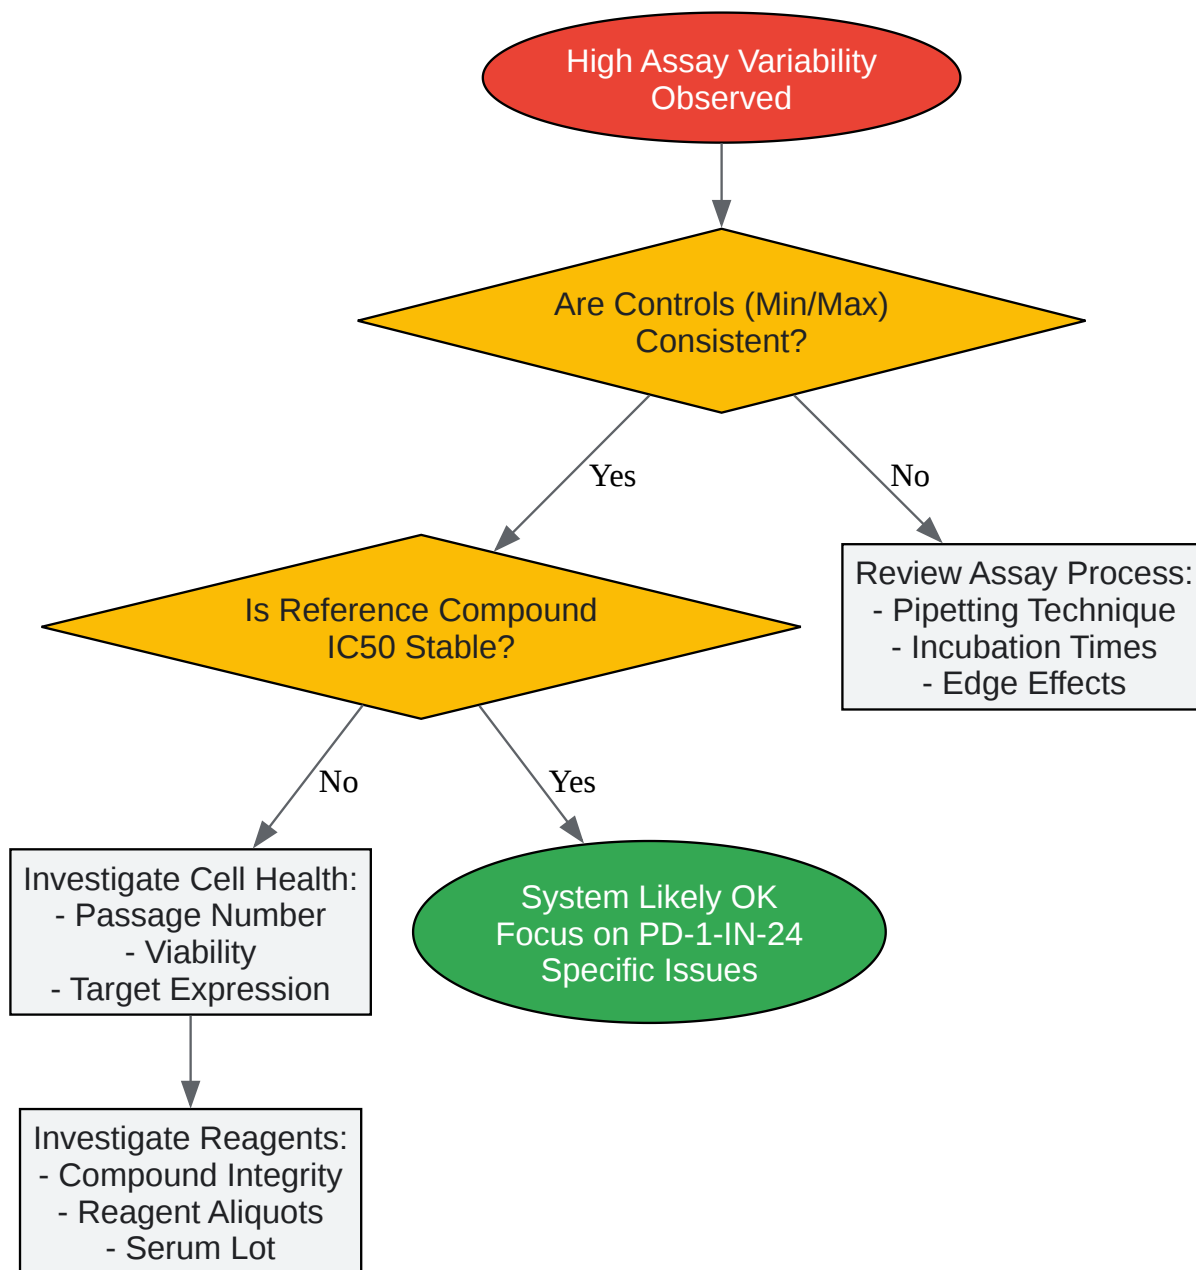 High Assay Variability
Observed
Are Controls (Min/Max)
Consistent?
Yes
No
Is Reference Compound
IC50 Stable?
Review Assay Process:
- Pipetting Technique
- Incubation Times
- Edge Effects
No
Yes
Investigate Cell Health:
- Passage Number
- Viability
- Target Expression
System Likely OK
Focus on PD-1-IN-24
Specific Issues
Investigate Reagents:
- Compound Integrity
- Reagent Aliquots
- Serum Lot